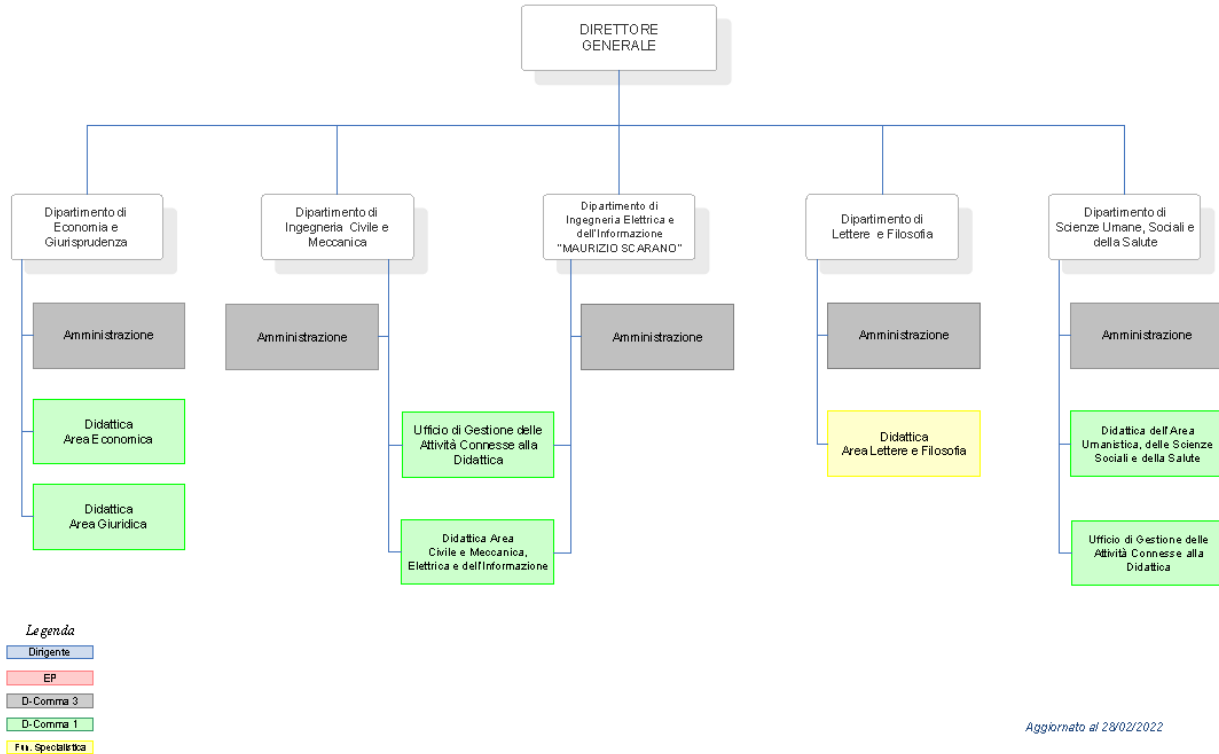 DIRETTORE
GENERALE
Dipartimento di
Economia e
Giurisprudenza
Dipartimento di
Ingegneria Civile e
Meccanica
Dipartimento di
Ingegneria Elettrica e
dell'Informazione
"MAURIZIO SCARANO"
Dipartimento di
Lettere e Filosofia
Dipartimento di
Scienze Umane, Sociali e
della Salute
Amministrazione
Amministrazione
Amministrazione
Amministrazione
Amministrazione
Didattica
Area Economica
Ufficio di Gestione delle
Attività Connesse alla
Didattica
Didattica
Area Lettere e Filosofia
Didattica dell'Area
Umanistica, delle Scienze
Sociali e della Salute
Didattica
Area Giuridica
Didattica Area
Civile e Meccanica,
Elettrica e dell'Informazione
Ufficio di Gestione delle
Attività Connesse alla
Didattica
Legenda
Dirigente
EP
D-Comma 3
D-Comma 1
Fun. Specialistica
Aggiornato al 28/02/2022